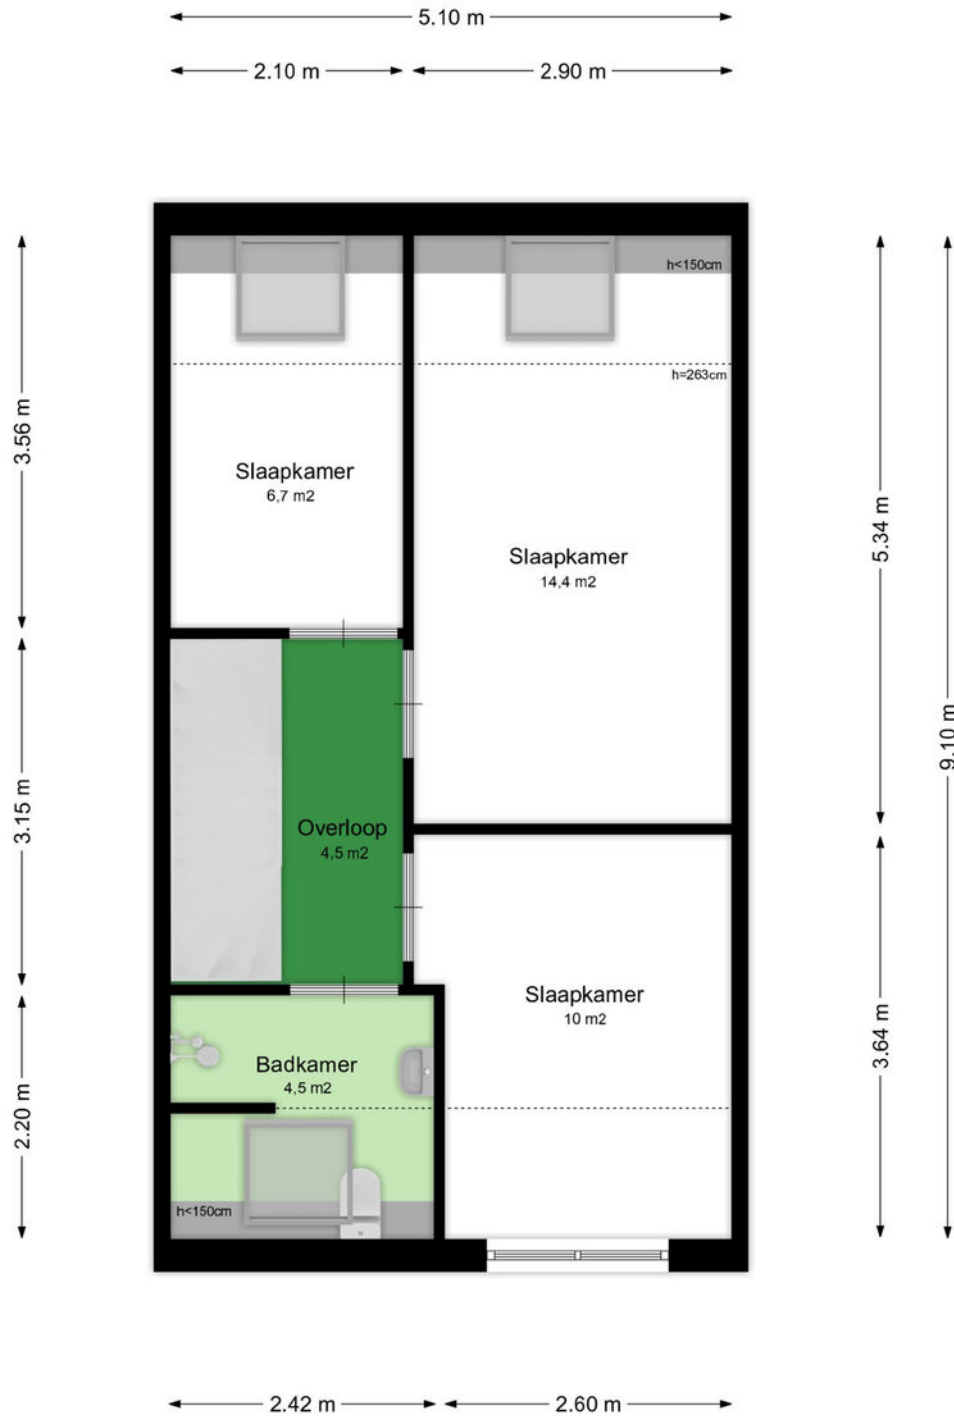 5.10 m
2.10 m
2.90 m
h<150cm
h=263cm
3.56 m
Slaapkamer
6,7 m2
5.34 m
Slaapkamer
14,4 m2
9.10 m
3.15 m
Overloop
4,5 m2
Slaapkamer
10 m2
3.64 m
Badkamer
4,5 m2
2.20 m
h<150cm
2.42 m
2.60 m